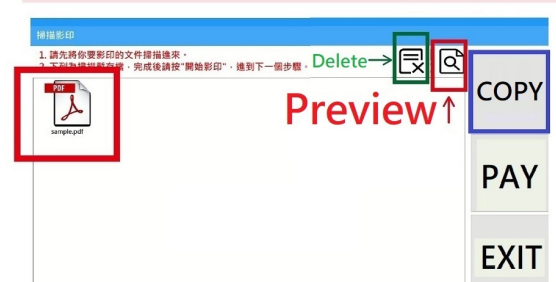 掃描影印
1. 請先將你要影印的文件掃描進來。
2. 下列為掃描暫存檔，完成後請按"開始影印"，進到下一個步驟。
Delete→
Preview↑
COPY
PDF
sample.pdf
PAY
EXIT